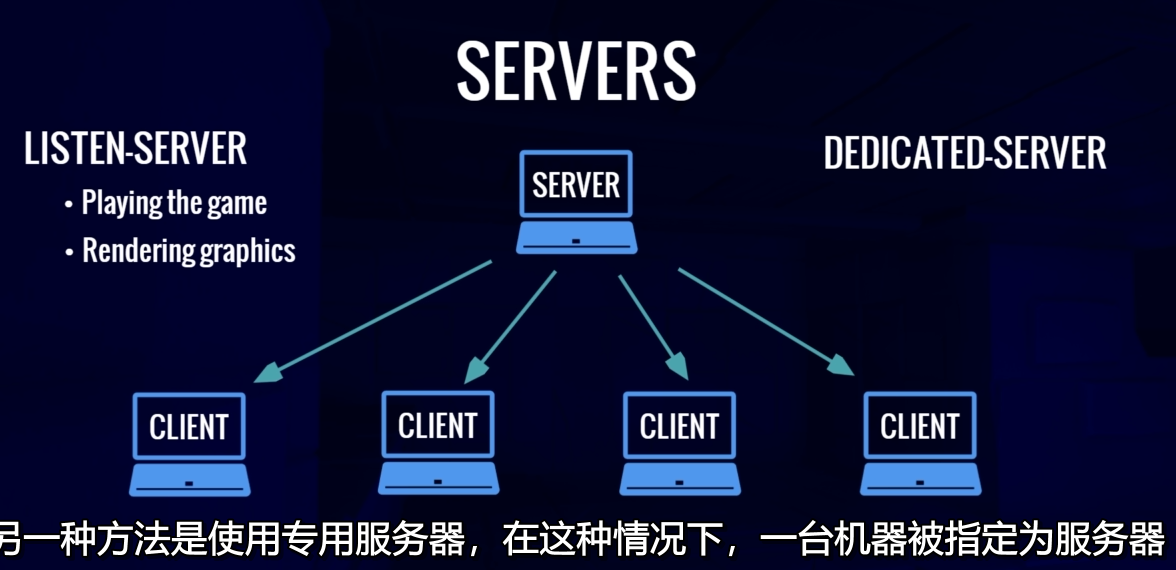 SERVERS
LISTEN-SERVER
• Playing the game
• Rendering graphics
DEDICATED-SERVER
SERVER
CLIENT
CLIENT
CLIENT
CLIENT
另一种方法是使用专用服务器，在这种情况下，一台机器被指定为服务器